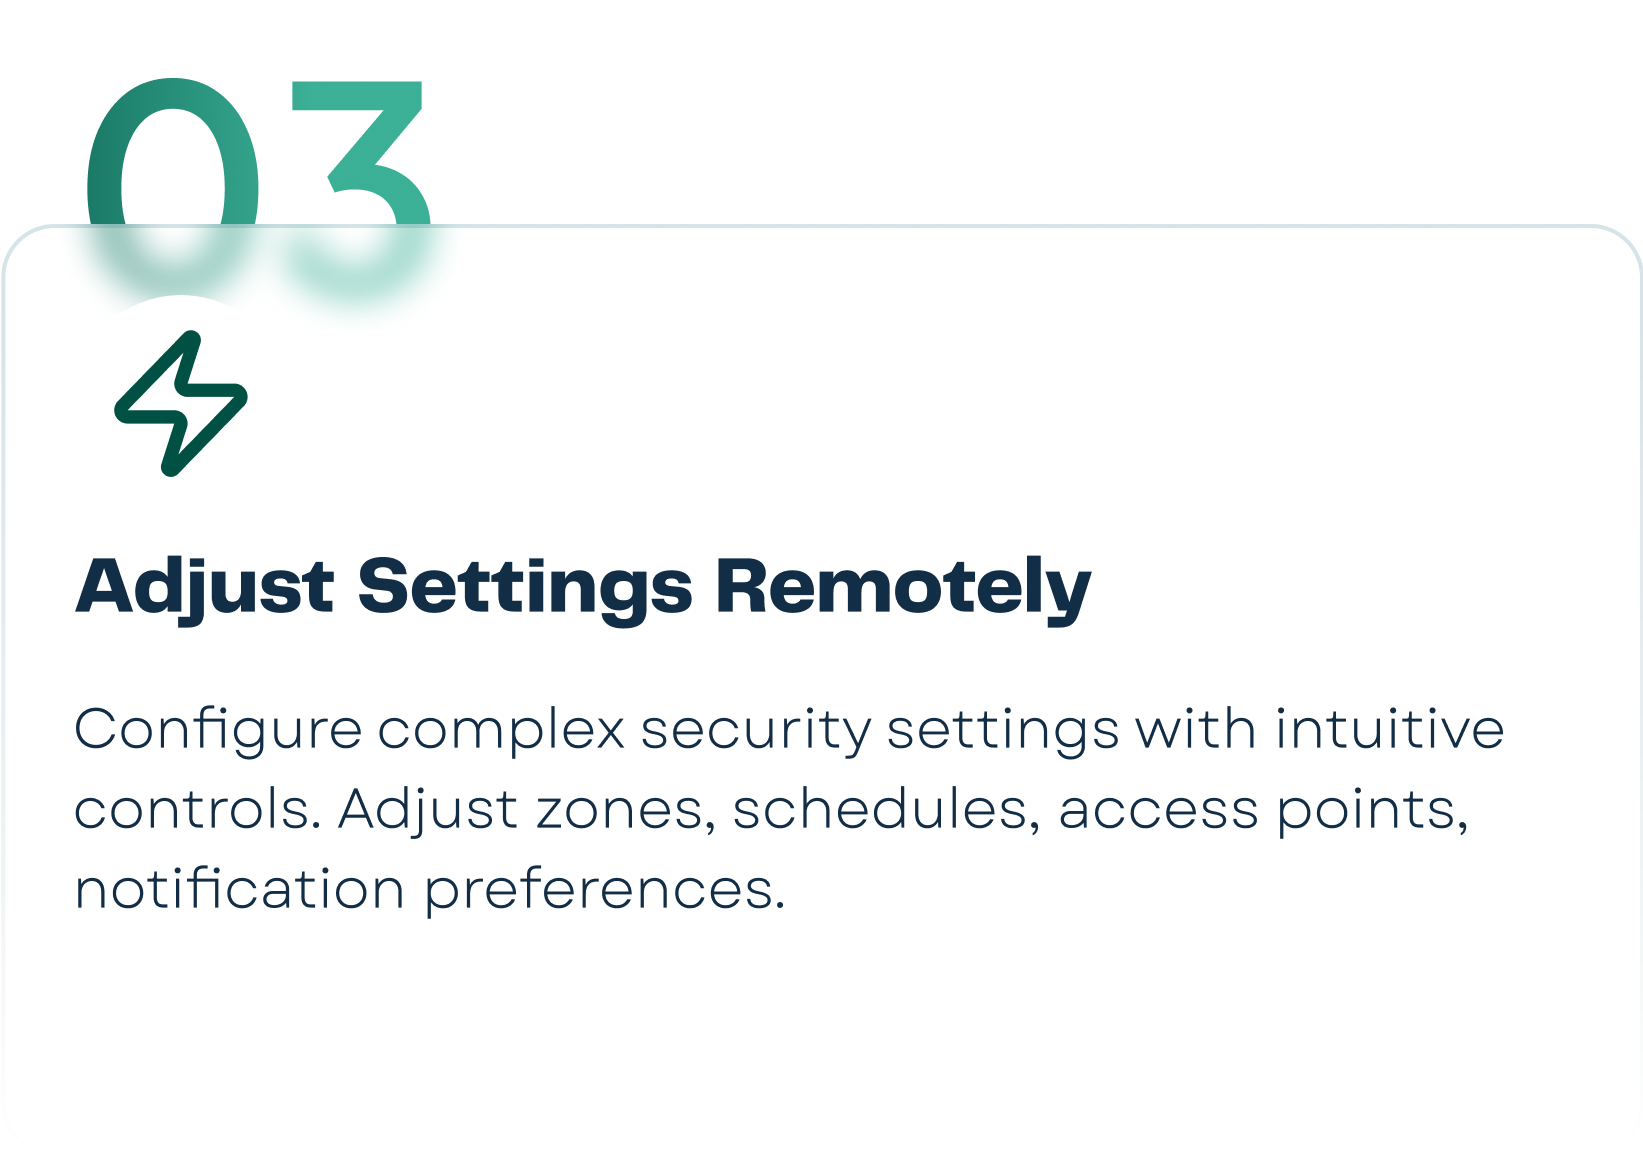 03
Adjust Settings Remotely
Configure complex security settings with intuitive
controls. Adjust zones, schedules, access points,
notification preferences.